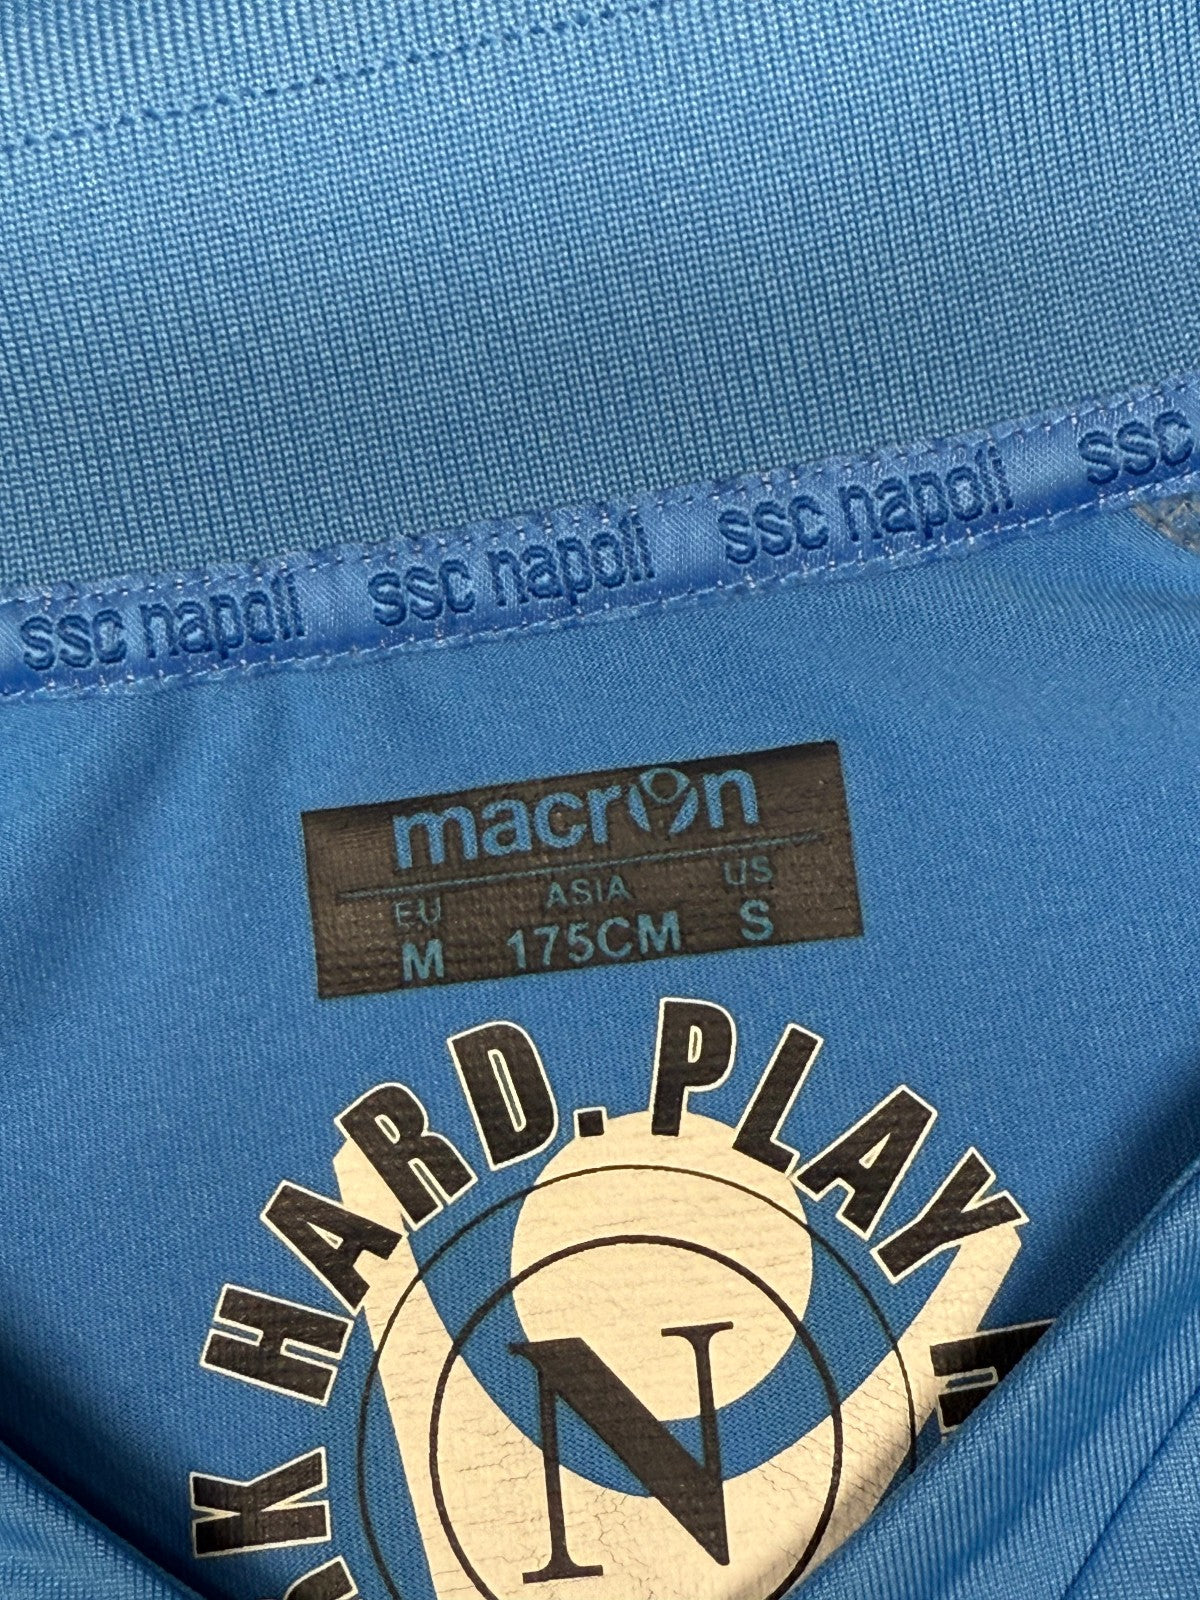 ssc napoli ssc napoli ssc napoli ssc
macron
EU ASIA US
M 175CM S
HARD. PLAY
N